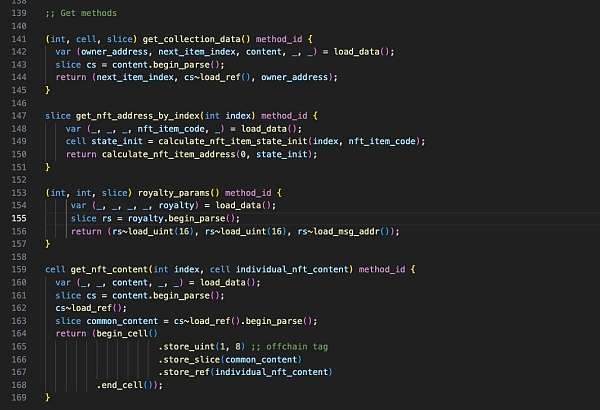 138
139 ;; Get methods
140
141 (int, cell, slice) get_collection_data() method_id {
142 var (owner_address, next_item_index, content, _, _) = load_data();
143 slice cs = content.begin_parse();
144 return (next_item_index, cs~load_ref(), owner_address);
145 }
146
147 slice get_nft_address_by_index(int index) method_id {
148 var (_, _, _, nft_item_code, _) = load_data();
149 cell state_init = calculate_nft_item_state_init(index, nft_item_code);
150 return calculate_nft_item_address(0, state_init);
151 }
152
153 (int, int, slice) royalty_params() method_id {
154 var (_, _, _, _, royalty) = load_data();
155 slice rs = royalty.begin_parse();
156 return (rs~load_uint(16), rs~load_uint(16), rs~load_msg_addr());
157 }
158
159 cell get_nft_content(int index, cell individual_nft_content) method_id {
160 var (_, _, content, _, _) = load_data();
161 slice cs = content.begin_parse();
162 cs~load_ref();
163 slice common_content = cs~load_ref().begin_parse();
164 return (begin_cell()
165 .store_uint(1, 8) ;; offchain tag
166 .store_slice(common_content)
167 .store_ref(individual_nft_content)
168 .end_cell());
169 }